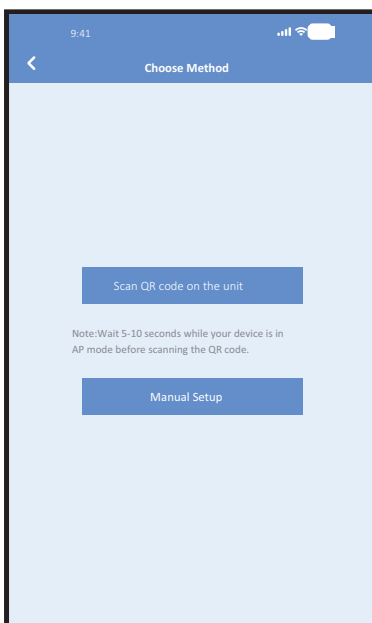 9:41
Choose Method
Scan QR code on the unit
Note:Wait 5-10 seconds while your device is in
AP mode before scanning the QR code.
Manual Setup